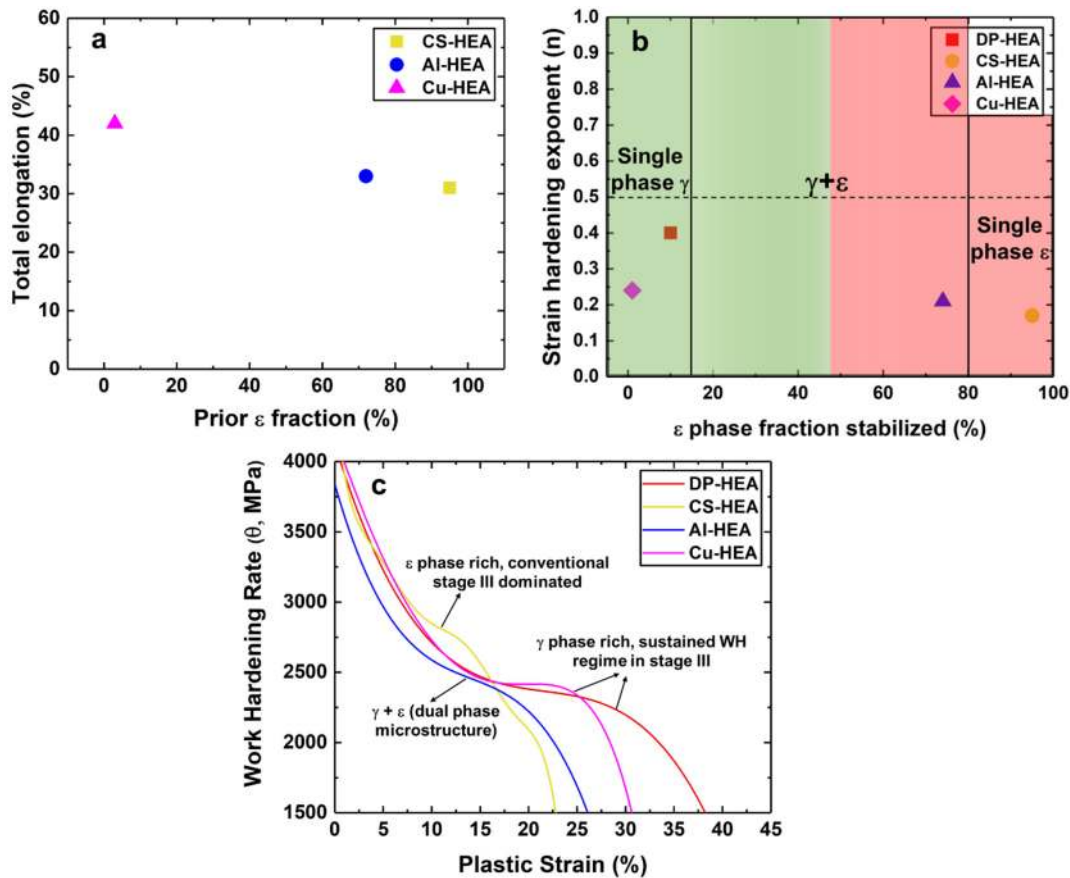 a
CS-HEA
Al-HEA
Cu-HEA
60
50
40
30
20
10
0
Total elongation (%)
0 20 40 60 80 100
Prior ε fraction (%)
b
DP-HEA
CS-HEA
Al-HEA
Cu-HEA
1.0
0.9
0.8
0.7
0.6
0.5
0.4
0.3
0.2
0.1
0.0
Strain hardening exponent (n)
Single
phase γ
γ+ε
Single
phase ε
0 20 40 60 80 100
ε phase fraction stabilized (%)
c
DP-HEA
CS-HEA
Al-HEA
Cu-HEA
4000
3500
3000
2500
2000
1500
Work Hardening Rate (θ, MPa)
ε phase rich, conventional
stage III dominated
γ phase rich, sustained WH
regime in stage III
γ + ε (dual phase
microstructure)
0 5 10 15 20 25 30 35 40 45
Plastic Strain (%)